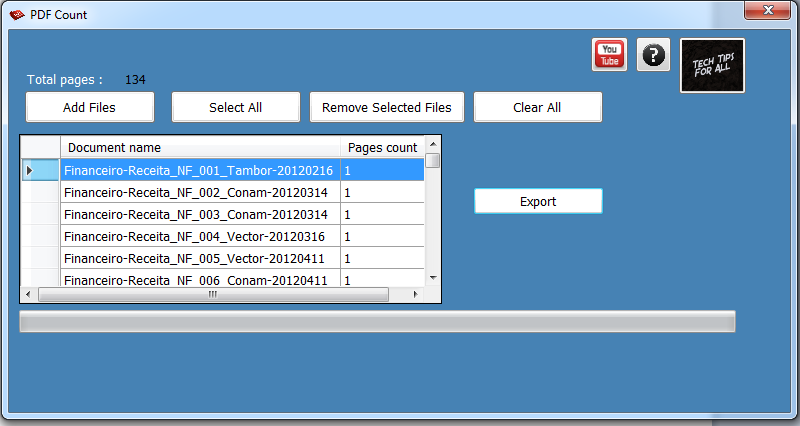 PDF Count
You
Tube
?
TECH TIPS
FOR ALL
Total pages : 134
Add Files Select All Remove Selected Files Clear All
Document name Pages count
Financeiro-Receita_NF_001_Tambor-20120216 1
Financeiro-Receita_NF_002_Conam-20120314 1
Financeiro-Receita_NF_003_Conam-20120314 1
Financeiro-Receita_NF_004_Vector-20120316 1
Financeiro-Receita_NF_005_Vector-20120411 1
Financeiro-Receita_NF_006_Conam-20120411 1
Export